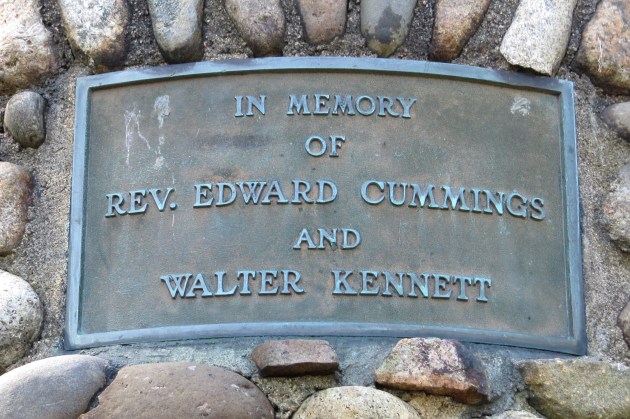 IN MEMORY
OF
REV. EDWARD CUMMINGS
AND
WALTER KENNETT